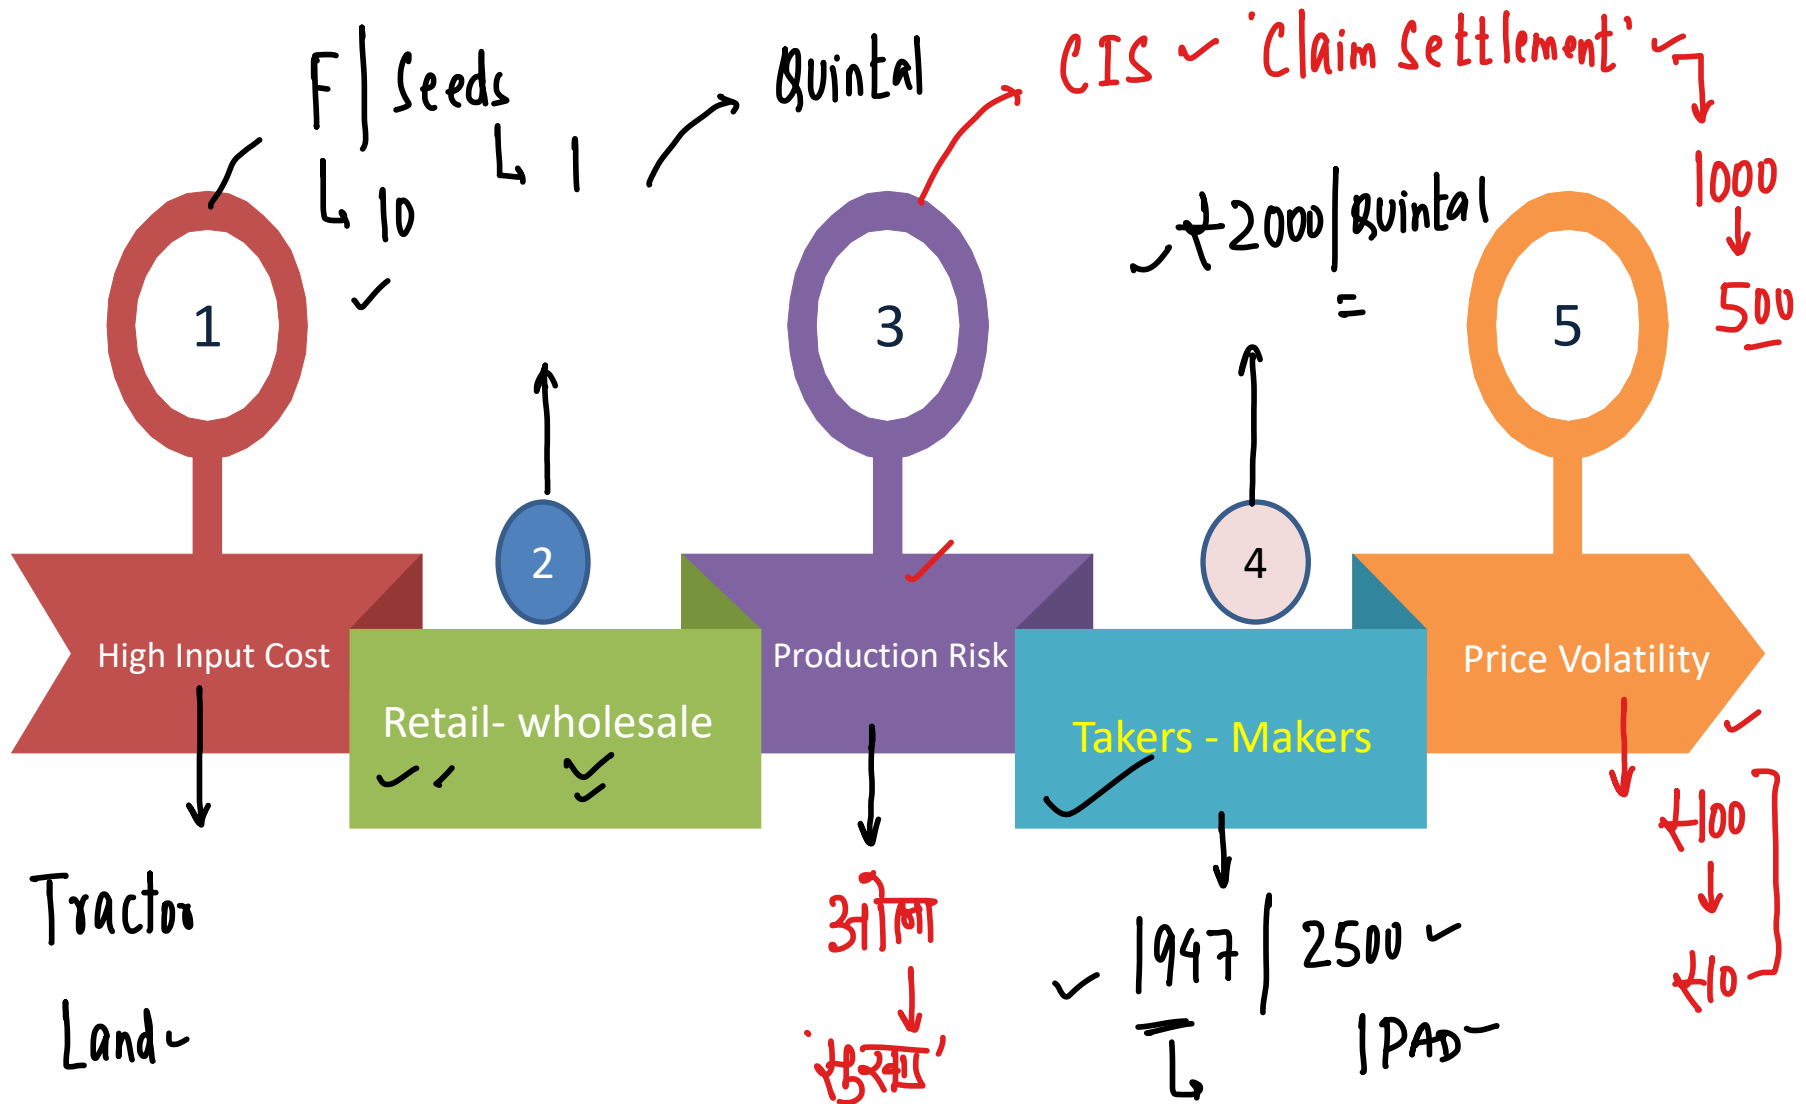 F | Seeds
↳ 10
↳ 1
Quintal
CIS ✓ 'Claim Settlement' ✓
1000
↓
500
✓ ₹2000 | Quintal
=
1
2
3
4
5
High Input Cost
Retail- wholesale
Production Risk
Takers - Makers
Price Volatility
Tractor
Land
ओला
↓
1947 | 2500 ✓
IPAD
₹100
↓
₹10